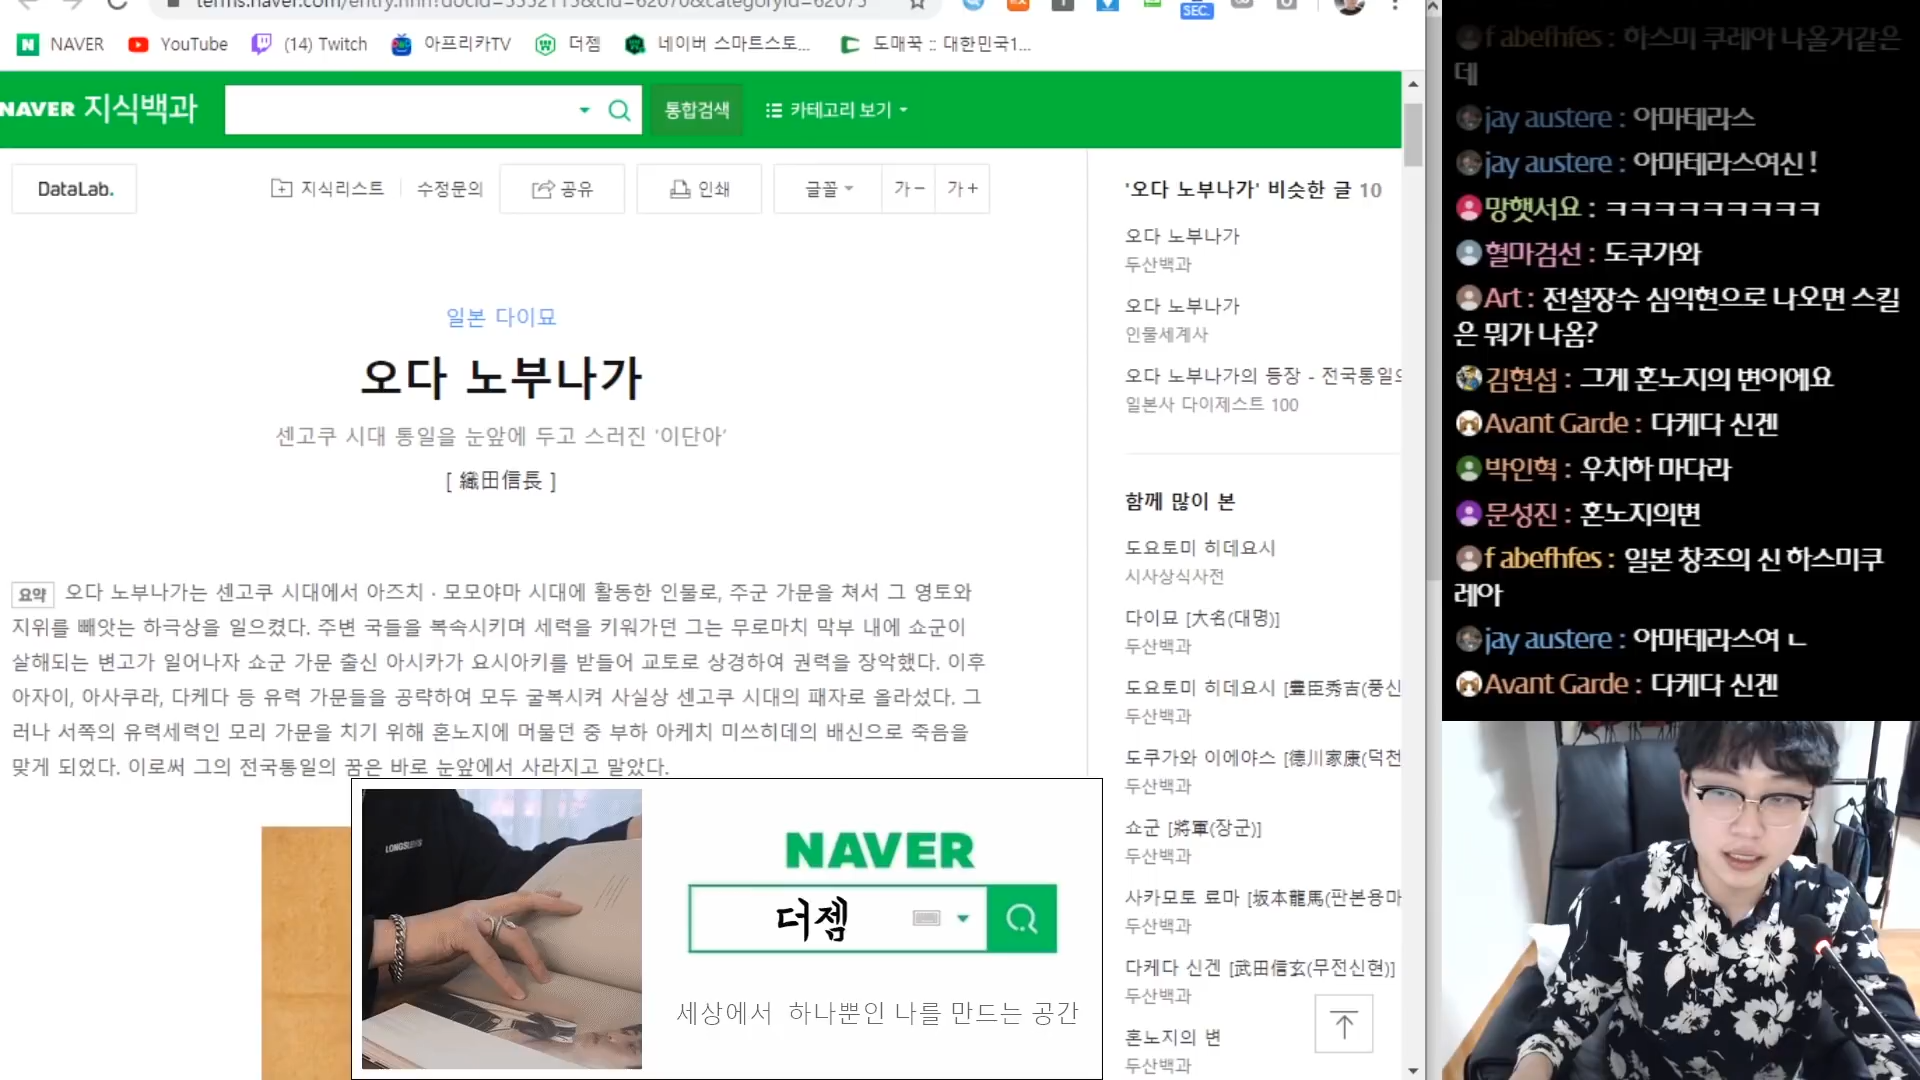 NAVER
YouTube
(14) Twitch
아프리카TV
더젬
네이버 스마트스토...
도매꾹 :: 대한민국1...
SEC.
NAVER 지식백과
통합검색
카테고리 보기
DataLab.
지식리스트
수정문의
공유
인쇄
글꼴
가-
가+
일본 다이묘
오다 노부나가
센고쿠 시대 통일을 눈앞에 두고 스러진 '이단아'
[ 織田信長 ]
요약 오다 노부나가는 센고쿠 시대에서 아즈치 · 모모야마 시대에 활동한 인물로, 주군 가문을 쳐서 그 영토와
지위를 빼앗는 하극상을 일으켰다. 주변 국들을 복속시키며 세력을 키워가던 그는 무로마치 막부 내에 쇼군이
살해되는 변고가 일어나자 쇼군 가문 출신 아시카가 요시아키를 받들어 교토로 상경하여 권력을 장악했다. 이후
아자이, 아사쿠라, 다케다 등 유력 가문들을 공략하여 모두 굴복시켜 사실상 센고쿠 시대의 패자로 올라섰다. 그
러나 서쪽의 유력세력인 모리 가문을 치기 위해 혼노지에 머물던 중 부하 아케치 미쓰히데의 배신으로 죽음을
맞게 되었다. 이로써 그의 전국통일의 꿈은 바로 눈앞에서 사라지고 말았다.
NAVER
더젬
세상에서 하나뿐인 나를 만드는 공간
'오다 노부나가' 비슷한 글 10
오다 노부나가
두산백과
오다 노부나가
인물세계사
오다 노부나가의 등장 - 전국통일의
일본사 다이제스트 100
함께 많이 본
도요토미 히데요시
시사상식사전
다이묘 [大名(대명)]
두산백과
도요토미 히데요시 [豊臣秀吉(풍신
두산백과
도쿠가와 이에야스 [德川家康(덕천
두산백과
쇼군 [將軍(장군)]
두산백과
사카모토 료마 [坂本龍馬(판본용마
두산백과
다케다 신겐 [武田信玄(무전신현)]
두산백과
혼노지의 변
두산백과
f abefhfes : 하스미 쿠레아 나올거같은
데
jay austere : 아마테라스
jay austere : 아마테라스여신 !
망햇서요 : ㅋㅋㅋㅋㅋㅋㅋㅋㅋ
혈마검선 : 도쿠가와
Art : 전설장수 심익현으로 나오면 스킬
은 뭐가 나옴?
김현섭 : 그게 혼노지의 변이에요
Avant Garde : 다케다 신겐
박인혁 : 우치하 마다라
문성진 : 혼노지의변
f abefhfes : 일본 창조의 신 하스미쿠
레아
jay austere : 아마테라스여 ㄴ
Avant Garde : 다케다 신겐